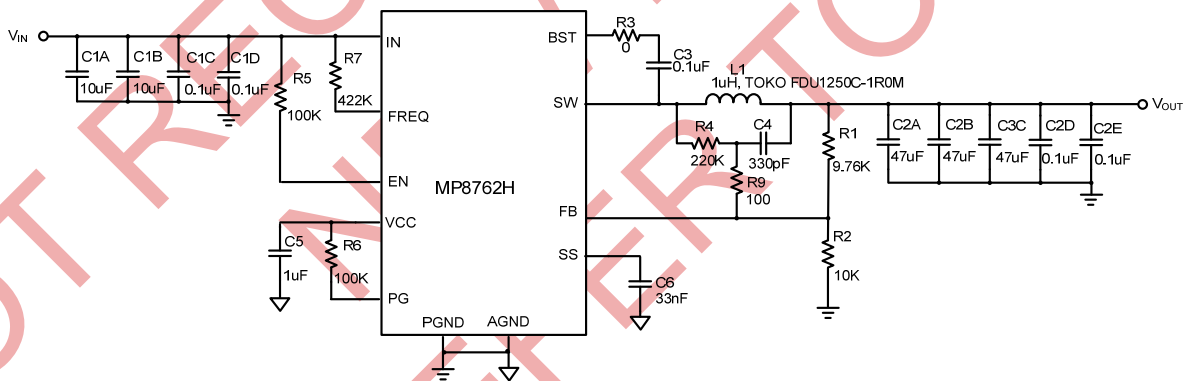 VIN
C1A
10uF
C1B
10uF
C1C
0.1uF
C1D
0.1uF
R5
100K
R7
422K
IN
FREQ
EN
VCC
PG
C5
1uF
R6
100K
MP8762H
PGND
AGND
BST
SW
FB
SS
R3
0
C3
0.1uF
L1
1uH, TOKO FDU1250C-1R0M
R4
220K
C4
330pF
R9
100
R1
9.76K
R2
10K
C6
33nF
C2A
47uF
C2B
47uF
C3C
47uF
C2D
0.1uF
C2E
0.1uF
VOUT